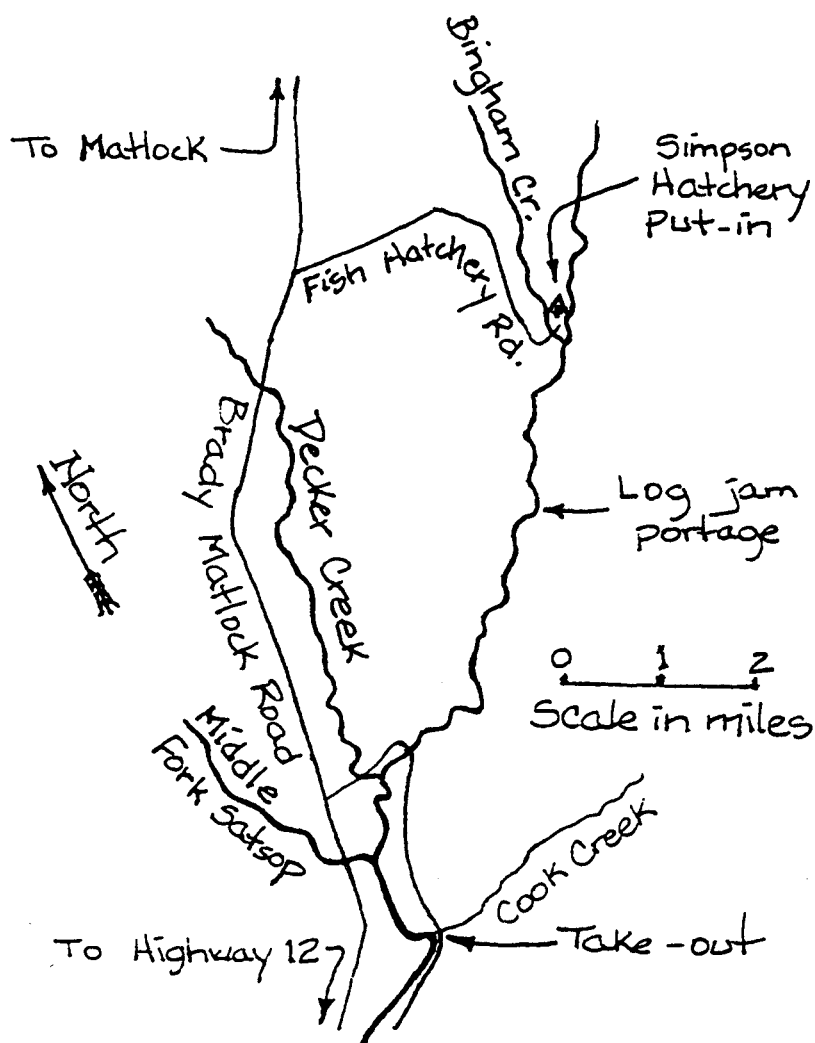 Bingham Cr.
To Matlock
Simpson
Hatchery
Put-in
Fish Hatchery Rd.
Brady Matlock Road
Decker Creek
North
Log jam
portage
0 1 2
Scale in miles
Middle
Fork Satsop
Cook Creek
To Highway 12
Take-out